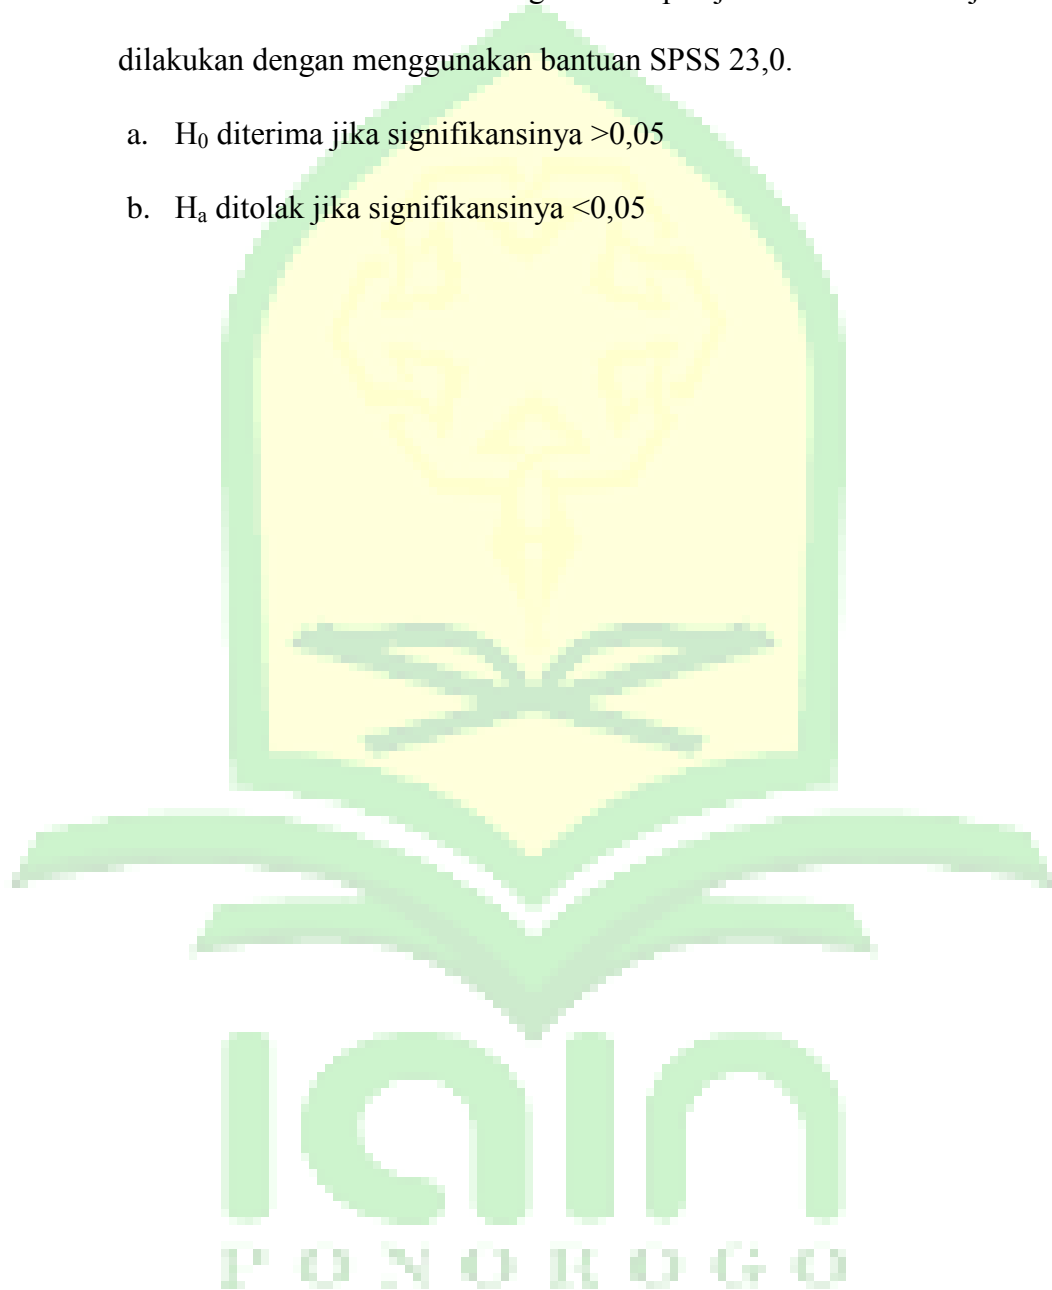 dilakukan dengan menggunakan bantuan SPSS 23,0.
a. H₀ diterima jika signifikansinya >0,05
b. Hₐ ditolak jika signifikansinya <0,05
iain
PONOROGO